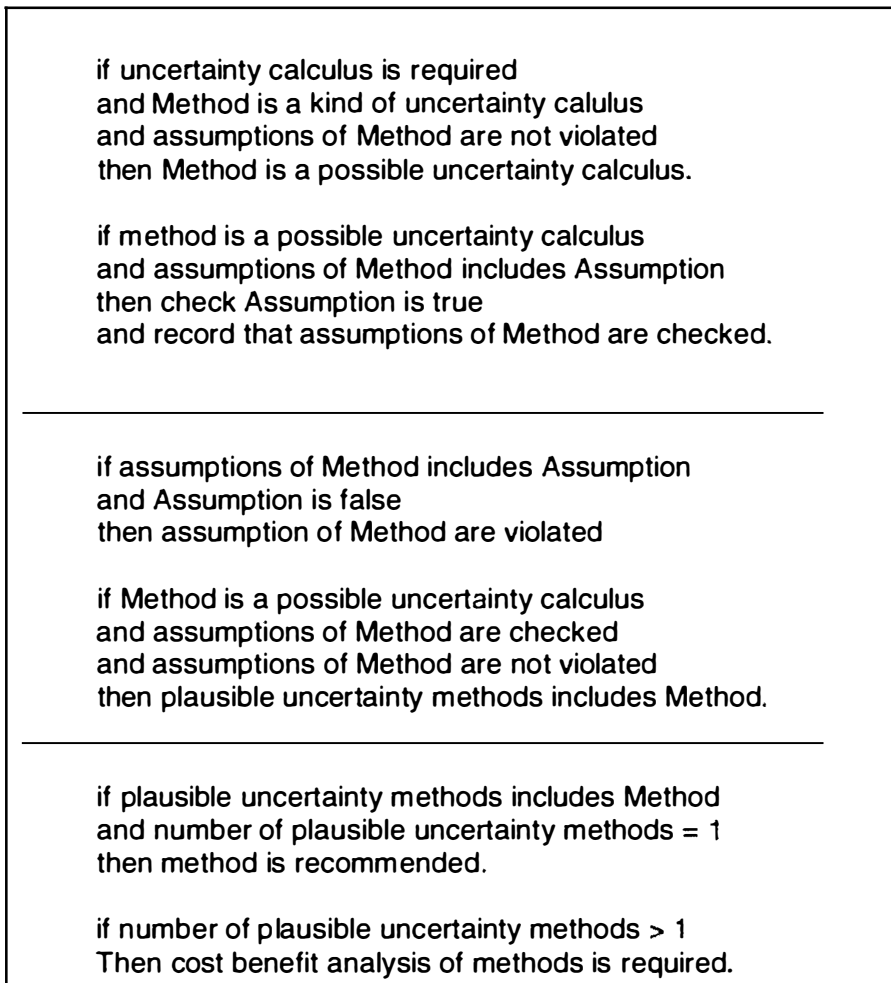 if uncertainty calculus is required
and Method is a kind of uncertainty calulus
and assumptions of Method are not violated
then Method is a possible uncertainty calculus.
if method is a possible uncertainty calculus
and assumptions of Method includes Assumption
then check Assumption is true
and record that assumptions of Method are checked.
if assumptions of Method includes Assumption
and Assumption is false
then assumption of Method are violated
if Method is a possible uncertainty calculus
and assumptions of Method are checked
and assumptions of Method are not violated
then plausible uncertainty methods includes Method.
if plausible uncertainty methods includes Method
and number of plausible uncertainty methods = 1
then method is recommended.
if number of plausible uncertainty methods > 1
Then cost benefit analysis of methods is required.